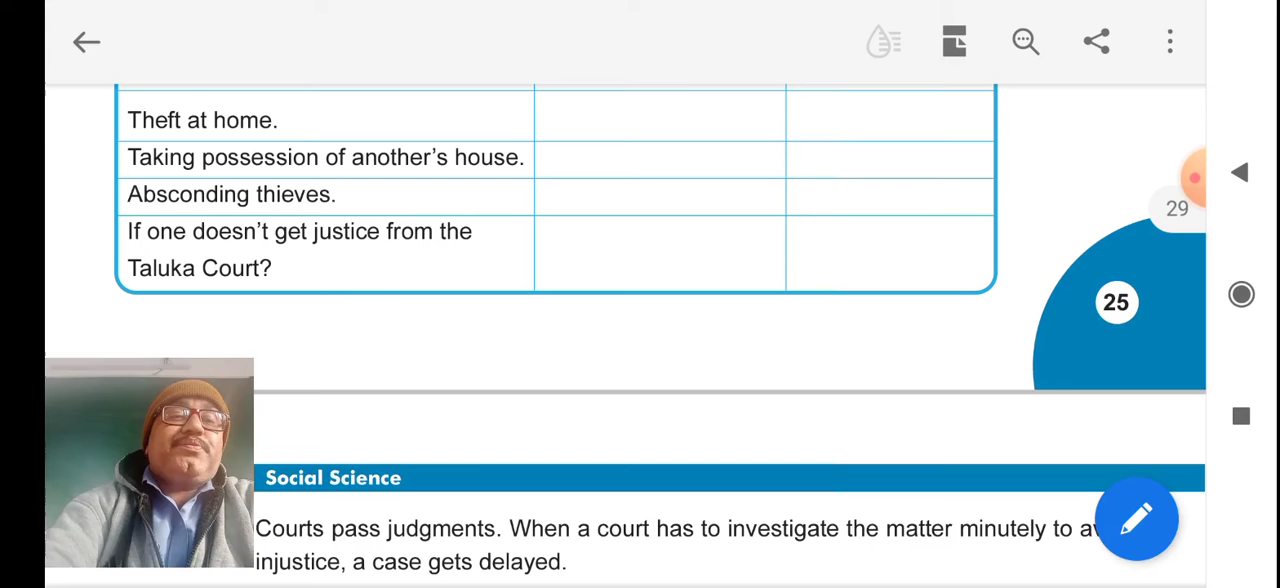 Theft at home.
Taking possession of another's house.
Absconding thieves.
If one doesn't get justice from the
Taluka Court?
29
25
Social Science
Courts pass judgments. When a court has to investigate the matter minutely to
injustice, a case gets delayed.